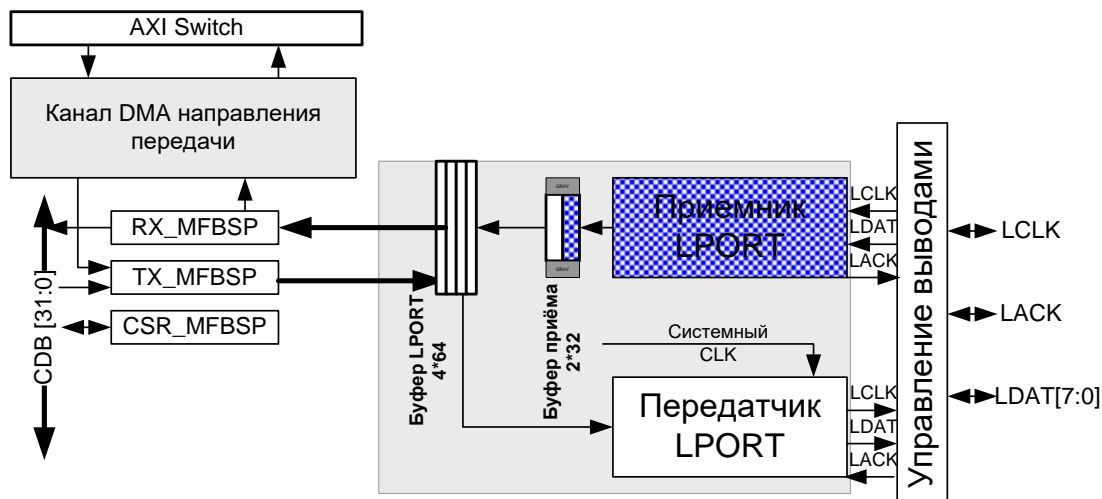 AXI Switch
Канал DMA направления
передачи
RX_MFBSP
TX_MFBSP
CSR_MFBSP
CDB [31:0]
Буфер LPORT
4*64
GRAY
GRAY
Буфер приёма
2*32
Приемник
LPORT
LCLK
LDAT
LACK
Системный
CLK
Передатчик
LPORT
LCLK
LDAT
LACK
Управление выводами
LCLK
LACK
LDAT[7:0]